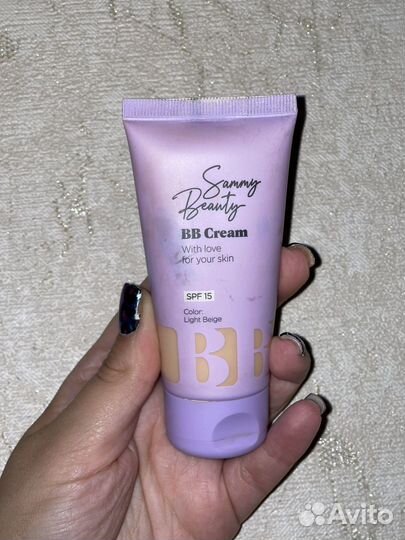 Sammy
Beauty
BB Cream
With love
for your skin
SPF 15
Color:
Light Beige
BB
Avito